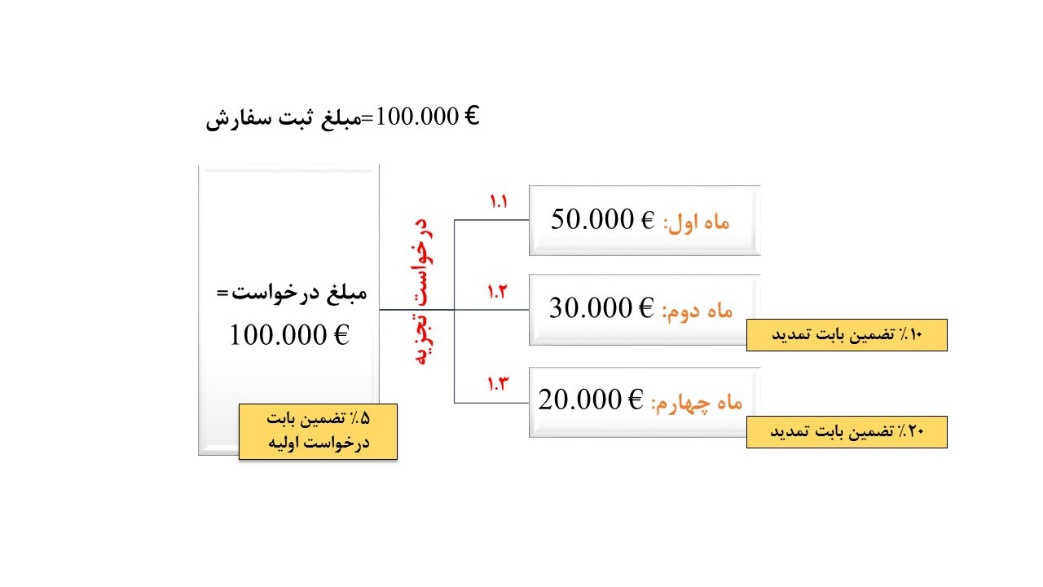 مبلغ ثبت سفارش=100.000 €
مبلغ درخواست=
100.000 €
٪۵ تضمین بابت
درخواست اولیه
درخواست تجزیه
۱.۱
ماه اول: € 50.000
۱.۲
ماه دوم: € 30.000
٪۱۰ تضمین بابت تمدید
۱.۳
ماه چهارم: € 20.000
٪۲۰ تضمین بابت تمدید